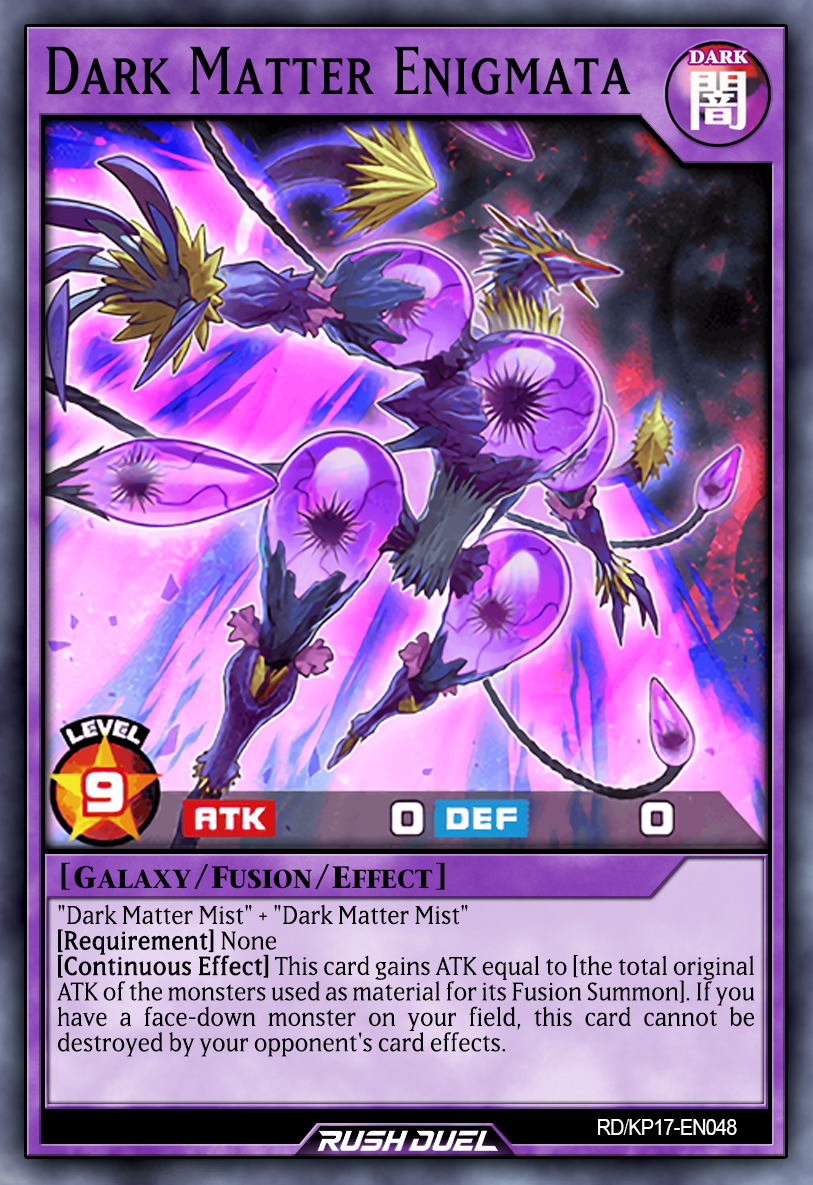 DARK MATTER ENIGMATA
DARK
闇
LEVEL
9
ATK 0 DEF 0
[GALAXY/FUSION/EFFECT]
"Dark Matter Mist" + "Dark Matter Mist"
[Requirement] None
[Continuous Effect] This card gains ATK equal to [the total original
ATK of the monsters used as material for its Fusion Summon]. If you
have a face-down monster on your field, this card cannot be
destroyed by your opponent's card effects.
RD/KP17-EN048
RUSH DUEL